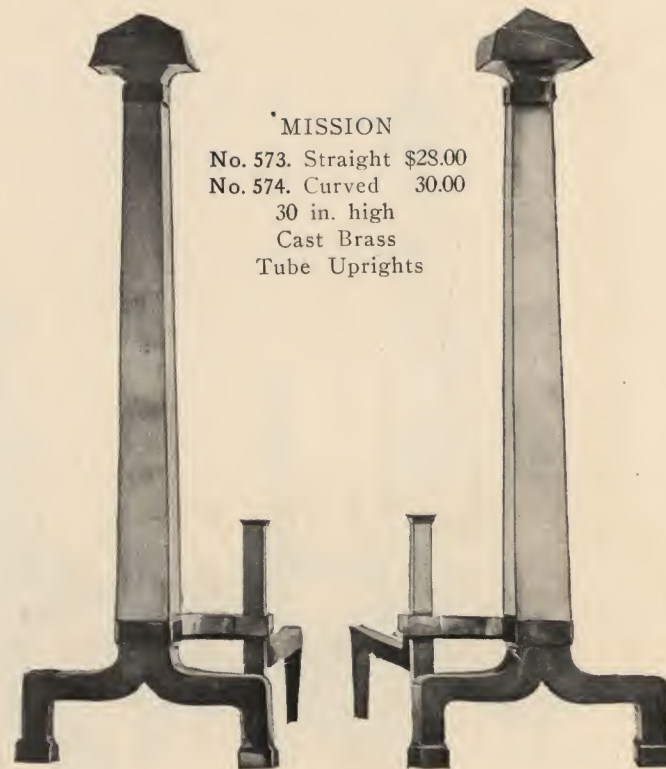 MISSION
No. 573. Straight $28.00
No. 574. Curved 30.00
30 in. high
Cast Brass
Tube Uprights